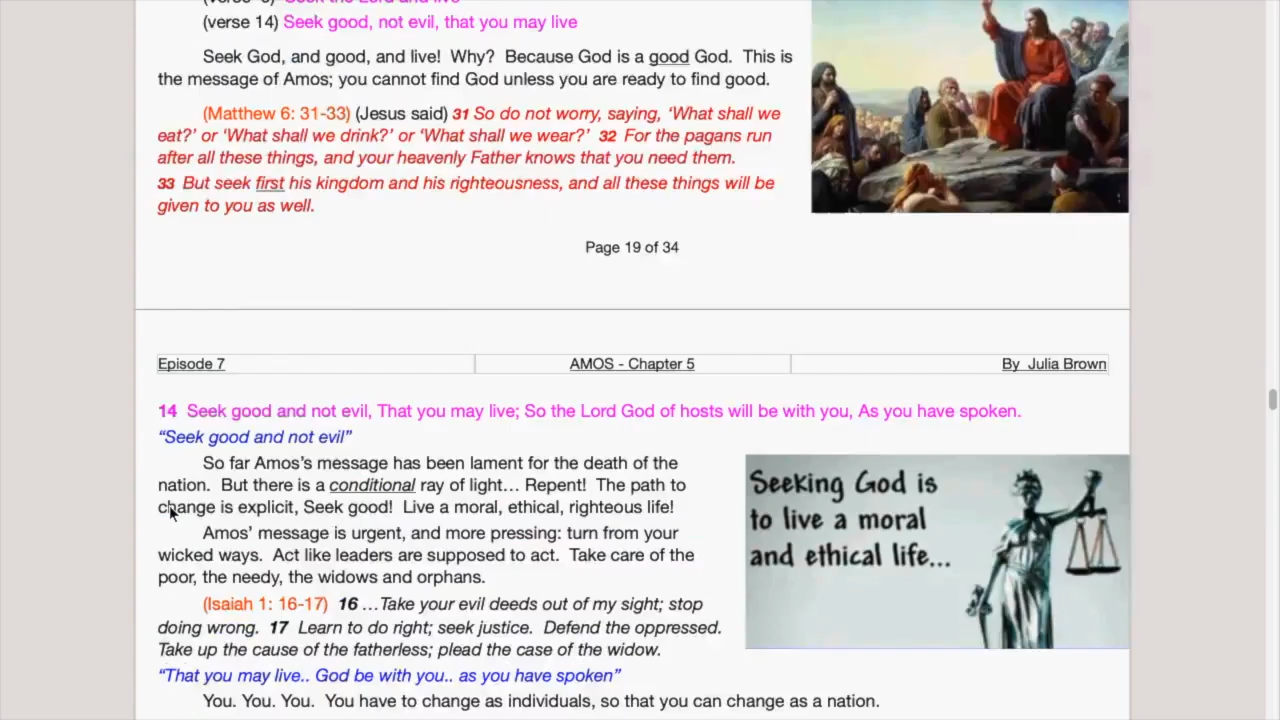 (verse 14) Seek good, not evil, that you may live
Seek God, and good, and live! Why? Because God is a good God. This is
the message of Amos; you cannot find God unless you are ready to find good.
(Matthew 6: 31-33) (Jesus said) 31 So do not worry, saying, ‘What shall we
eat?’ or ‘What shall we drink?’ or ‘What shall we wear?’ 32 For the pagans run
after all these things, and your heavenly Father knows that you need them.
33 But seek first his kingdom and his righteousness, and all these things will be
given to you as well.
Page 19 of 34
Episode 7 AMOS - Chapter 5 By Julia Brown
14 Seek good and not evil, That you may live; So the Lord God of hosts will be with you, As you have spoken.
“Seek good and not evil”
So far Amos’s message has been lament for the death of the
nation. But there is a conditional ray of light… Repent! The path to
change is explicit, Seek good! Live a moral, ethical, righteous life!
Amos’ message is urgent, and more pressing: turn from your
wicked ways. Act like leaders are supposed to act. Take care of the
poor, the needy, the widows and orphans.
(Isaiah 1: 16-17) 16 …Take your evil deeds out of my sight; stop
doing wrong. 17 Learn to do right; seek justice. Defend the oppressed.
Take up the cause of the fatherless; plead the case of the widow.
Seeking God is
to live a moral
and ethical life...
“That you may live.. God be with you.. as you have spoken”
You. You. You. You have to change as individuals, so that you can change as a nation.